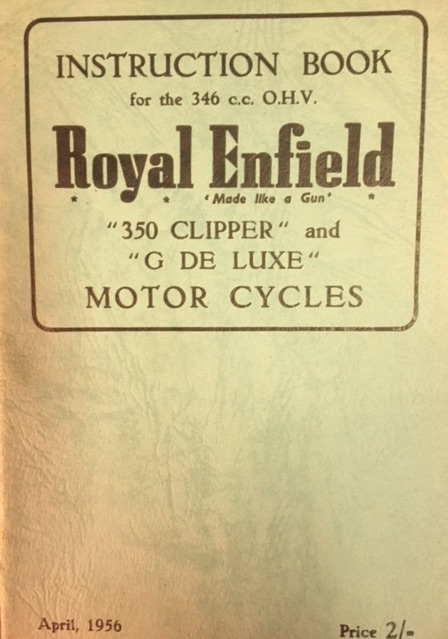 INSTRUCTION BOOK
for the 346 c.c. O.H.V.
Royal Enfield
* * 'Made like a Gun' *
"350 CLIPPER" and
"G DE LUXE"
MOTOR CYCLES
April, 1956
Price 2/-